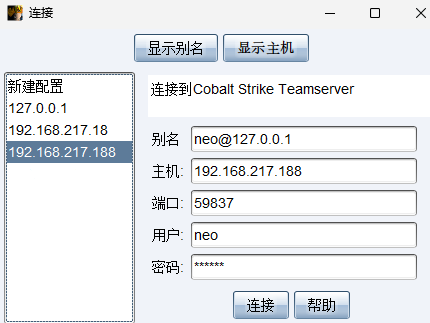 连接
显示别名 显示主机
新建配置
127.0.0.1
192.168.217.18
192.168.217.188
连接到Cobalt Strike Teamserver
别名 neo@127.0.0.1
主机: 192.168.217.188
端口: 59837
用户: neo
密码: ******
连接 帮助